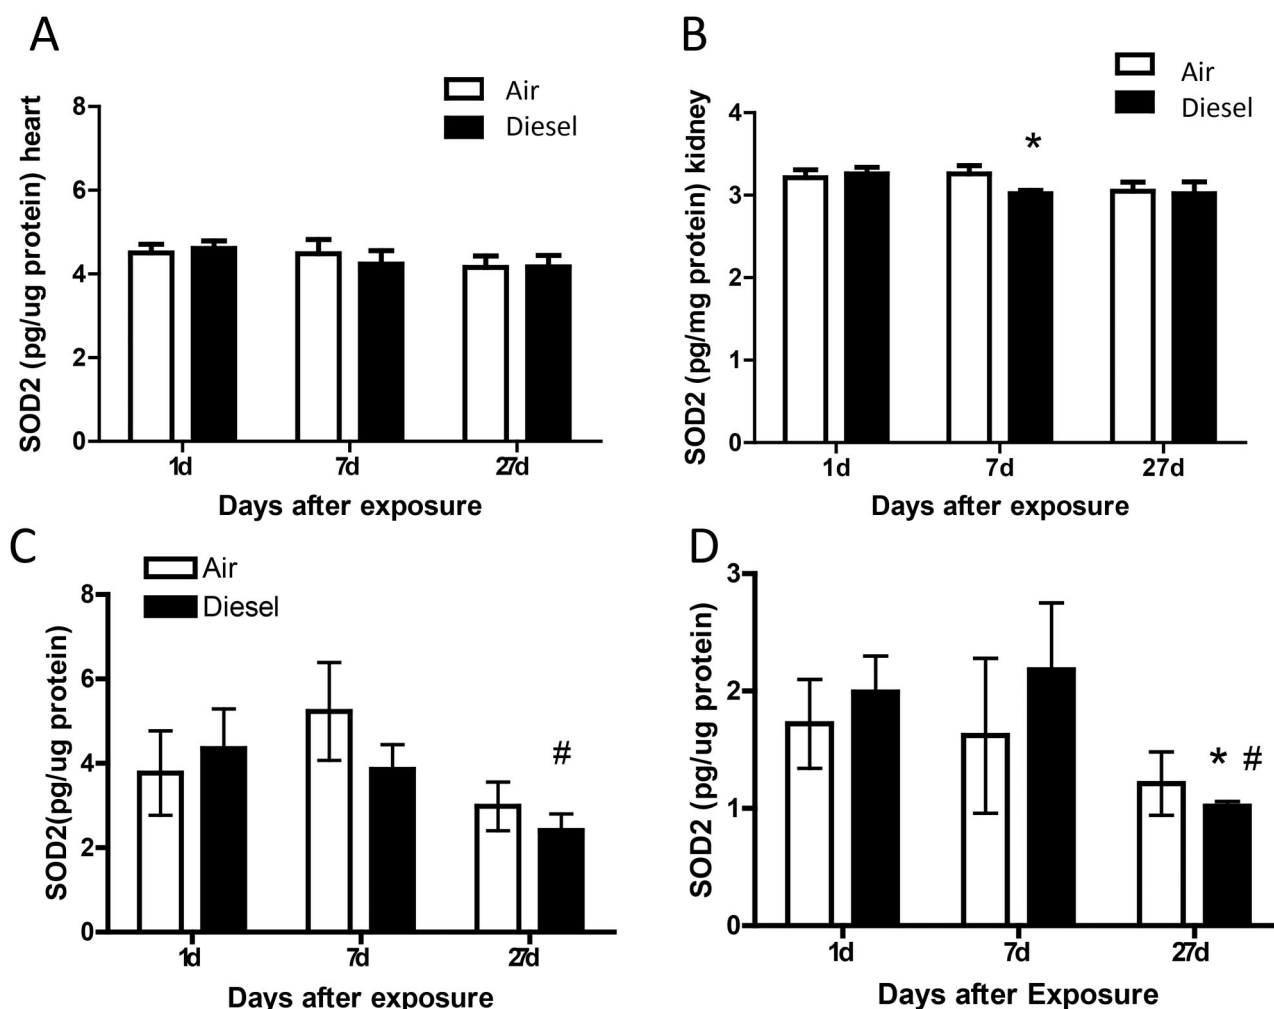 A
Air
Diesel
SOD2 (pg/ug protein) heart
8
6
4
2
0
1d 7d 27d
Days after exposure
B
Air
Diesel
SOD2 (pg/mg protein) kidney
4
*
3
2
1
0
1d 7d 27d
Days after exposure
C
Air
Diesel
SOD2(pg/ug protein)
8
6
4
#
2
0
1d 7d 27d
Days after exposure
D
SOD2 (pg/ug protein)
3
2
* #
1
0
1d 7d 27d
Days after Exposure